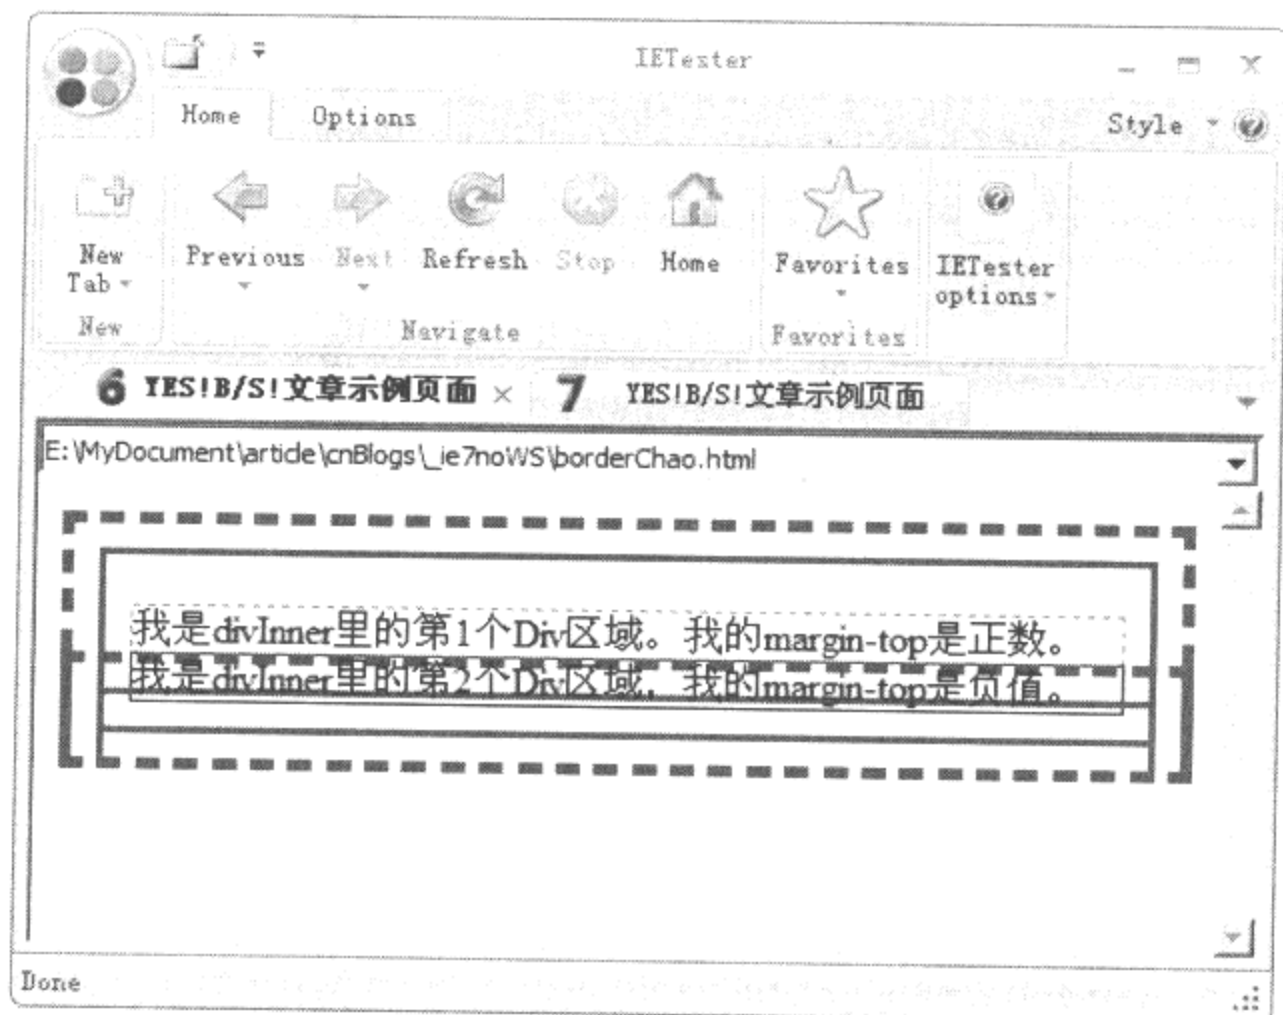 IETester
Home Options Style
New Tab
Previous
Next
Refresh
Stop
Home
Favorites
IETester options
New
Navigate
Favorites
6 YES!B/S!文章示例页面 × 7 YES!B/S!文章示例页面
E:\MyDocument\article\cnBlogs\_ie7noWS\borderChao.html
我是divInner里的第1个Div区域。我的margin-top是正数。
我是divInner里的第2个Div区域。我的margin-top是负值。
Done